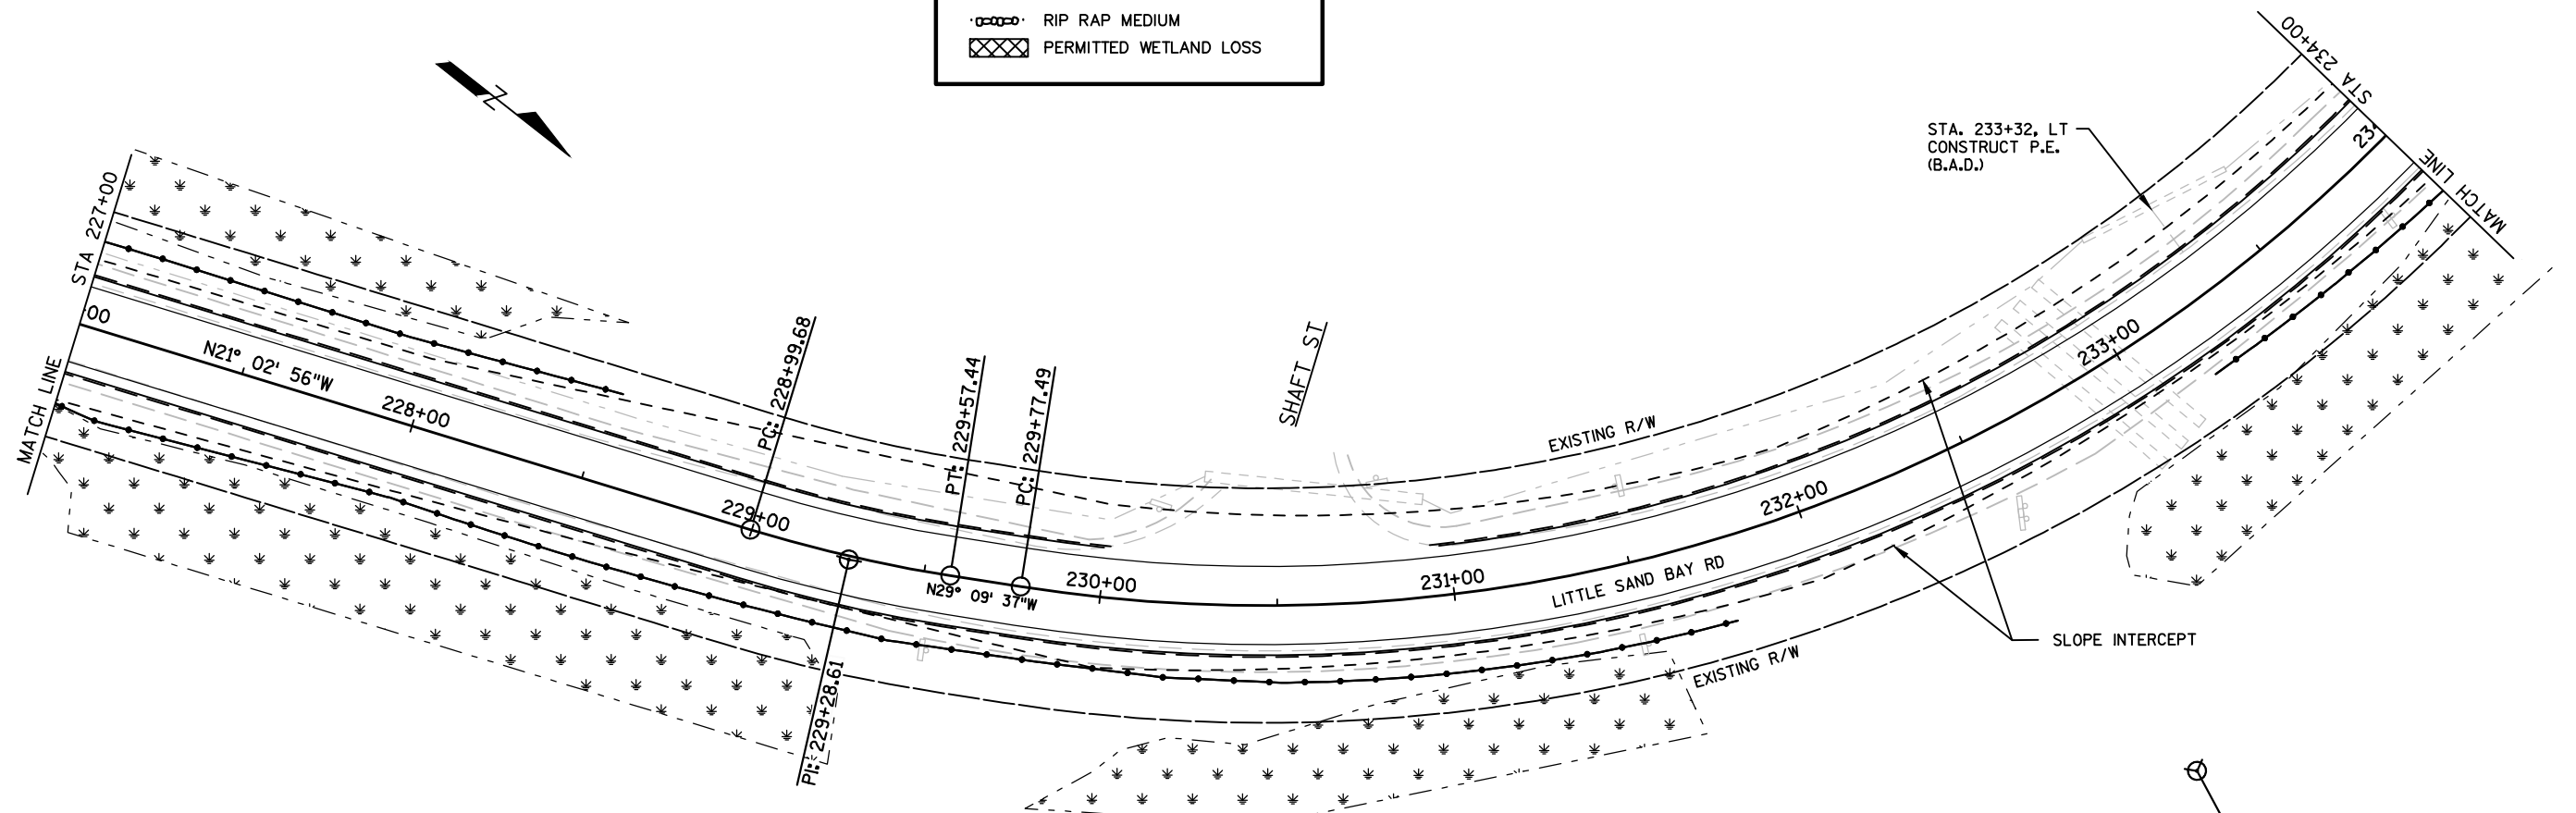 RIP RAP MEDIUM
PERMITTED WETLAND LOSS
N
STA 234+00
MATCH LINE
23
STA. 233+32, LT
CONSTRUCT P.E.
(B.A.D.)
STA 227+00
MATCH LINE
00
N21° 02' 56"W
228+00
PC: 228+99.68
229+00
PT: 229+57.44
PC: 229+77.49
N29° 09' 37"W
230+00
SHAFT ST
EXISTING R/W
231+00
LITTLE SAND BAY RD
232+00
233+00
EXISTING R/W
SLOPE INTERCEPT
PI: 229+28.61